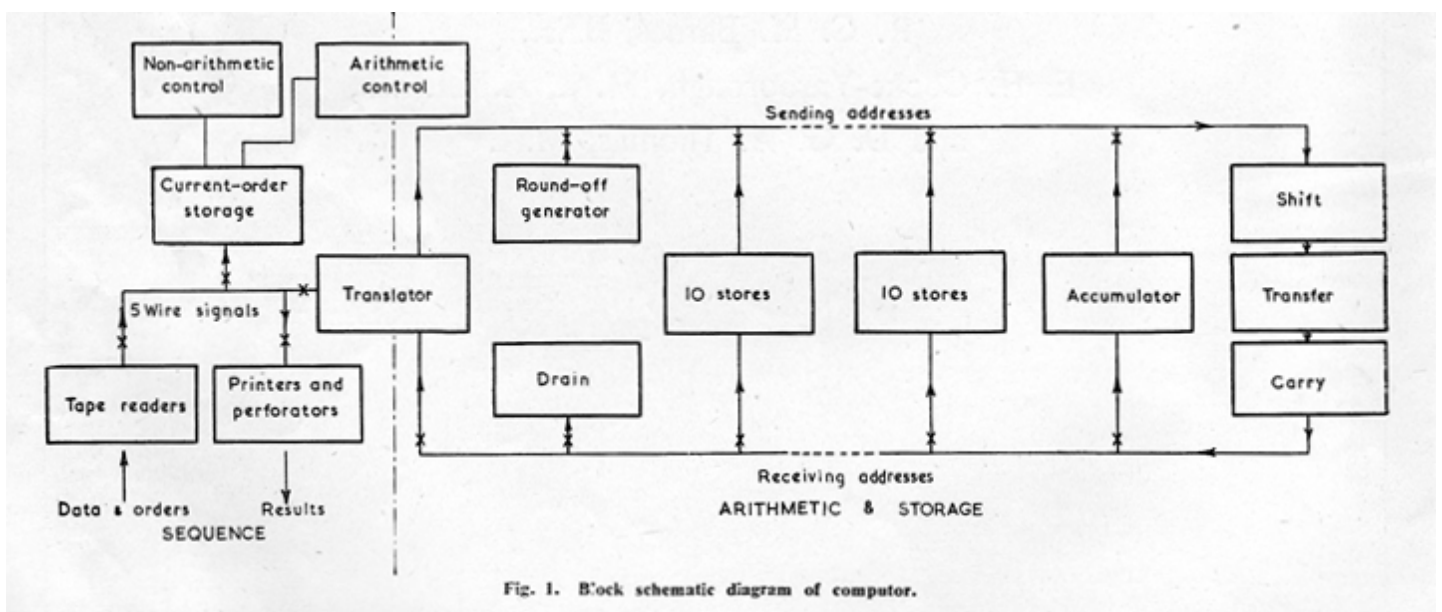 Non-arithmetic
control
Arithmetic
control
Sending addresses
Current-order
storage
Round-off
generator
Shift
Translator
10 stores
10 stores
Accumulator
Transfer
5 Wire signals
Tape readers
Printers and
perforators
Drain
Carry
Receiving addresses
Data & orders
Results
SEQUENCE
ARITHMETIC & STORAGE
Fig. 1. Block schematic diagram of computor.